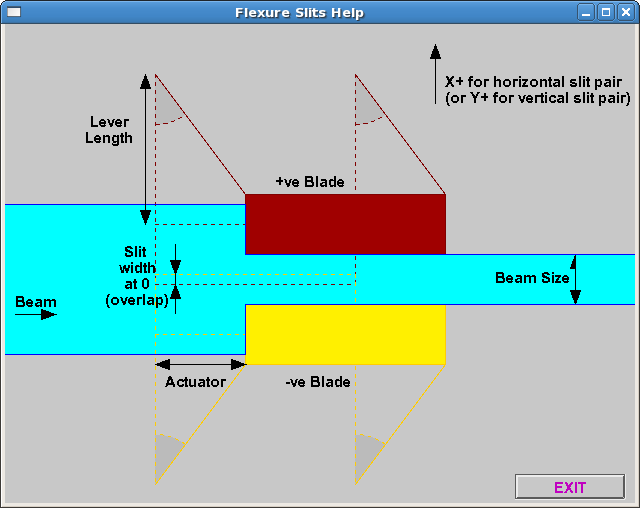 Flexure Slits Help
X+ for horizontal slit pair
(or Y+ for vertical slit pair)
Lever
Length
+ve Blade
Slit
width
at 0
(overlap)
Beam Size
Beam
Actuator
-ve Blade
EXIT